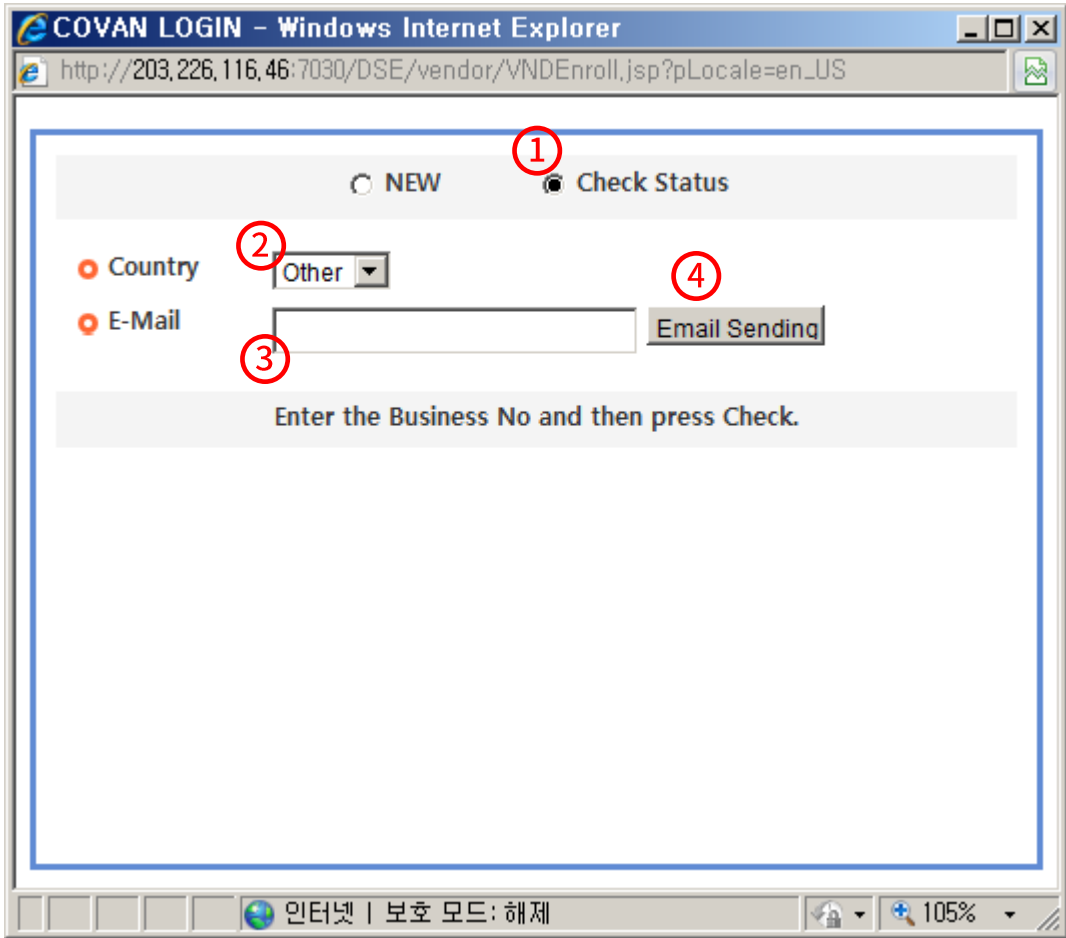 COVAN LOGIN - Windows Internet Explorer
http://203,226,116,46:7030/DSE/vendor/VNDEnroll,jsp?pLocale=en_US
①
NEW Check Status
②
Country Other
④
E-Mail Email Sending
③
Enter the Business No and then press Check.
인터넷 | 보호 모드: 해제 105%